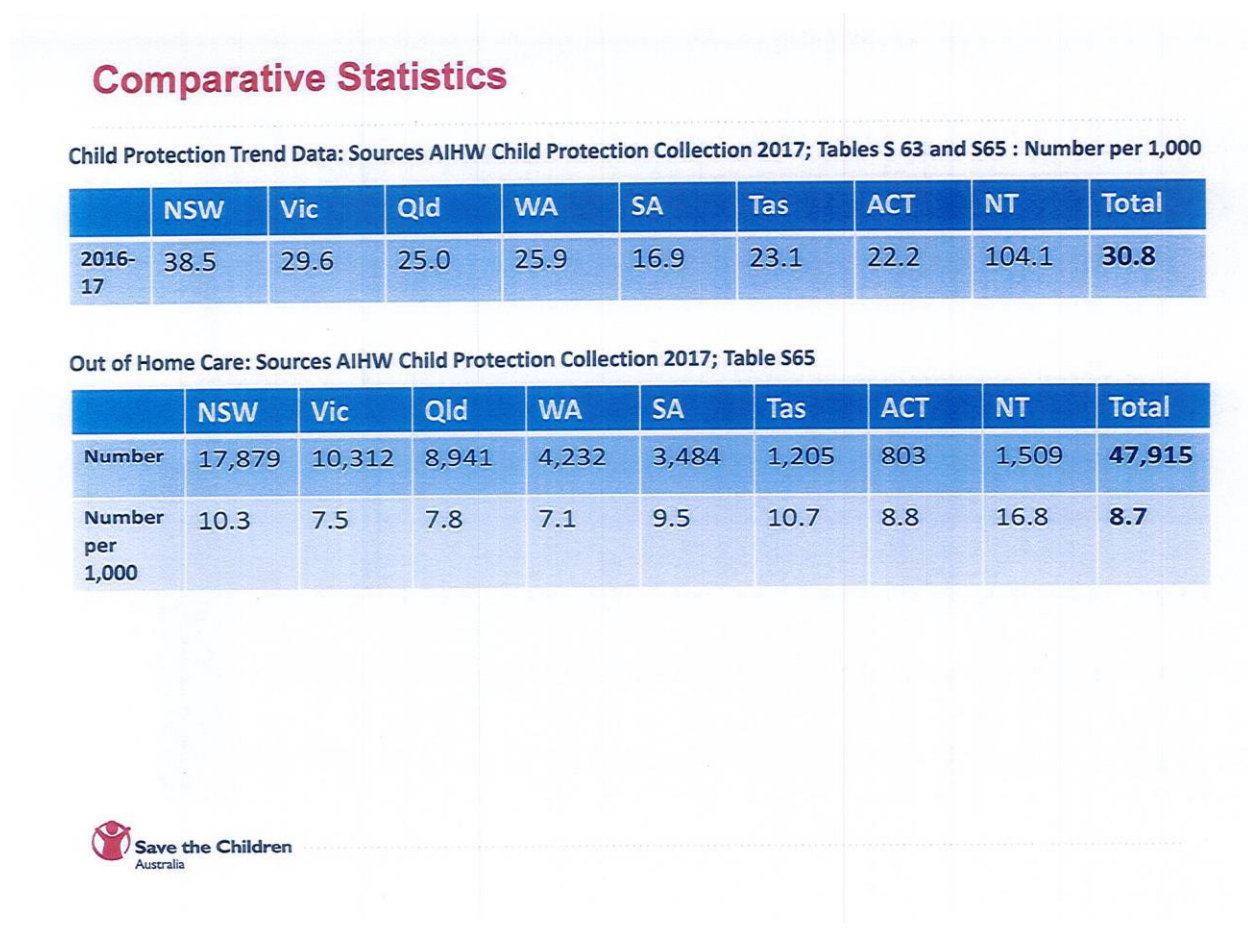 Comparative Statistics
Child Protection Trend Data: Sources AIHW Child Protection Collection 2017; Tables S 63 and S65 : Number per 1,000
NSW Vic Qld WA SA Tas ACT NT Total
2016-17 38.5 29.6 25.0 25.9 16.9 23.1 22.2 104.1 30.8
Out of Home Care: Sources AIHW Child Protection Collection 2017; Table S65
NSW Vic Qld WA SA Tas ACT NT Total
Number 17,879 10,312 8,941 4,232 3,484 1,205 803 1,509 47,915
Number per 1,000 10.3 7.5 7.8 7.1 9.5 10.7 8.8 16.8 8.7
Save the Children
Australia